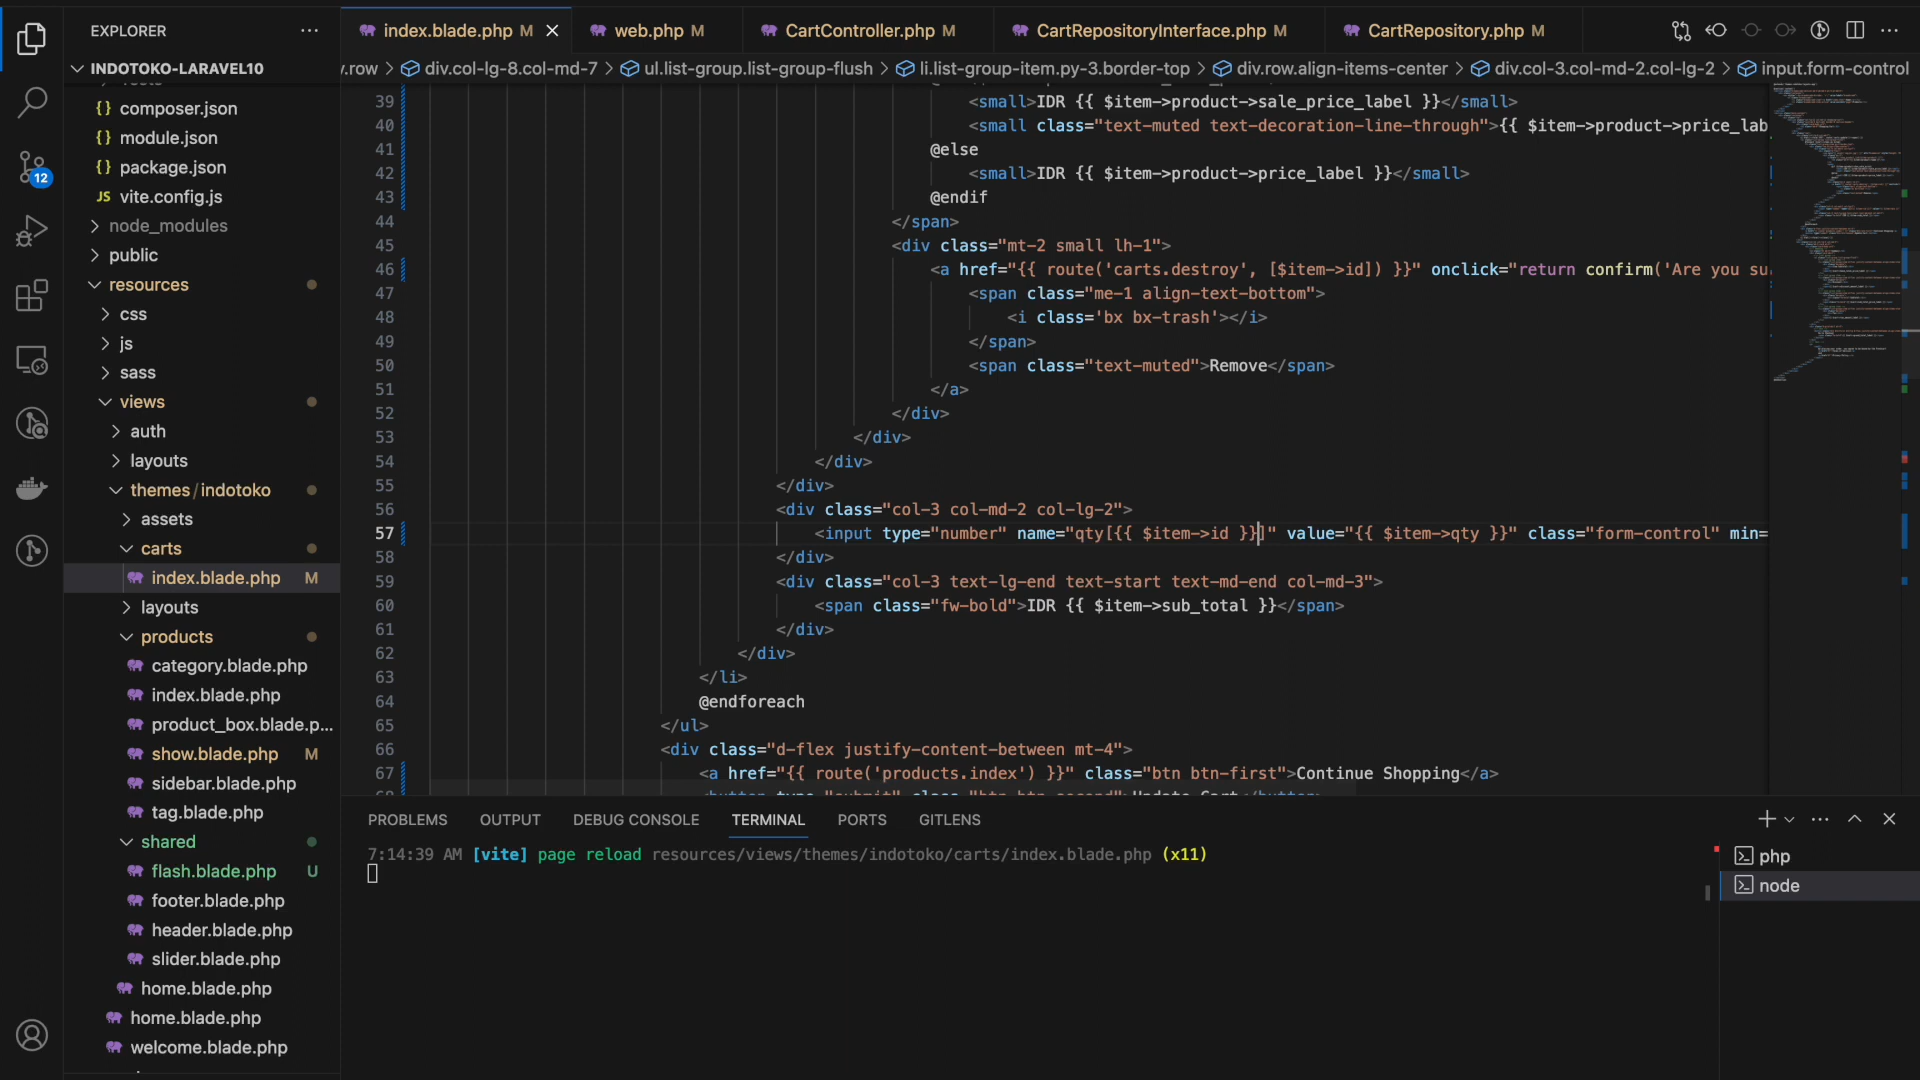 EXPLORER
INDOTOKO-LARAVEL10
{} composer.json
{} module.json
{} package.json
JS vite.config.js
node_modules
public
resources
css
js
sass
views
auth
layouts
themes / indotoko
assets
carts
index.blade.php M
layouts
products
category.blade.php
index.blade.php
product_box.blade.p...
show.blade.php M
sidebar.blade.php
tag.blade.php
shared
flash.blade.php U
footer.blade.php
header.blade.php
slider.blade.php
home.blade.php
home.blade.php
welcome.blade.php
12
index.blade.php M web.php M CartController.php M CartRepositoryInterface.php M CartRepository.php M
.row > div.col-lg-8.col-md-7 > ul.list-group.list-group-flush > li.list-group-item.py-3.border-top > div.row.align-items-center > div.col-3.col-md-2.col-lg-2 > input.form-control
39 <small>IDR {{ $item->product->sale_price_label }}</small>
40 <small class="text-muted text-decoration-line-through">{{ $item->product->price_lab
41 @else
42 <small>IDR {{ $item->product->price_label }}</small>
43 @endif
44 </span>
45 <div class="mt-2 small lh-1">
46 <a href="{{ route('carts.destroy', [$item->id]) }}" onclick="return confirm('Are you su
47 <span class="me-1 align-text-bottom">
48 <i class='bx bx-trash'></i>
49 </span>
50 <span class="text-muted">Remove</span>
51 </a>
52 </div>
53 </div>
54 </div>
55 </div>
56 <div class="col-3 col-md-2 col-lg-2">
57 <input type="number" name="qty[{{ $item->id }}]" value="{{ $item->qty }}" class="form-control" min=
58 </div>
59 <div class="col-3 text-lg-end text-start text-md-end col-md-3">
60 <span class="fw-bold">IDR {{ $item->sub_total }}</span>
61 </div>
62 </div>
63 </li>
64 @endforeach
65 </ul>
66 <div class="d-flex justify-content-between mt-4">
67 <a href="{{ route('products.index') }}" class="btn btn-first">Continue Shopping</a>
PROBLEMS OUTPUT DEBUG CONSOLE TERMINAL PORTS GITLENS
7:14:39 AM [vite] page reload resources/views/themes/indotoko/carts/index.blade.php (x11)
php
node